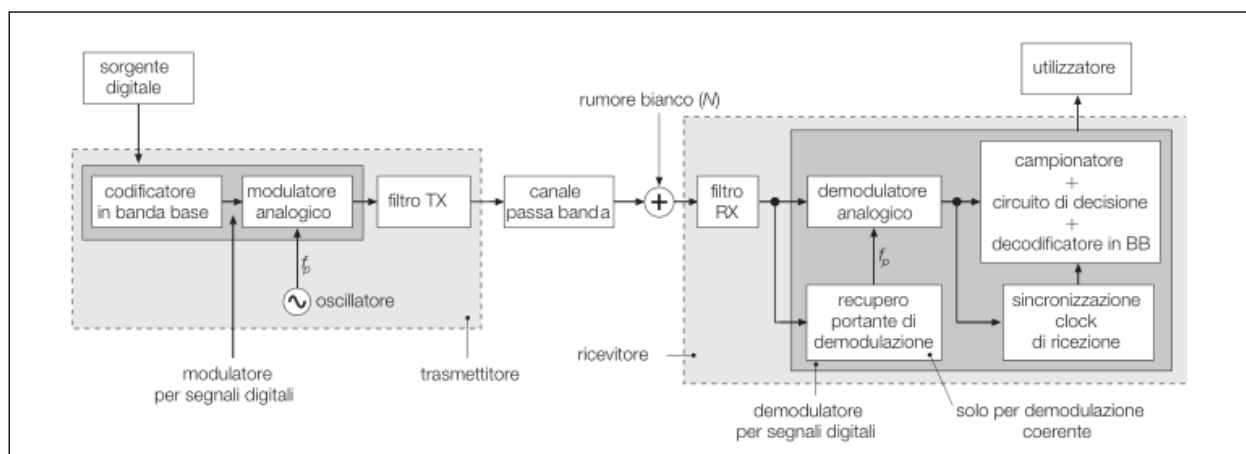 sorgente
digitale
codificatore
in banda base
modulatore
analogico
filtro TX
f_p
oscillatore
modulatore
per segnali digitali
trasmettitore
canale
passa banda
rumore bianco (N)
+
ricevitore
filtro
RX
demodulatore
analogico
f_p
recupero
portante di
demodulazione
utilizzatore
campionatore
+
circuito di decisione
+
decodificatore in BB
sincronizzazione
clock
di ricezione
demodulatore
per segnali digitali
solo per demodulazione
coerente